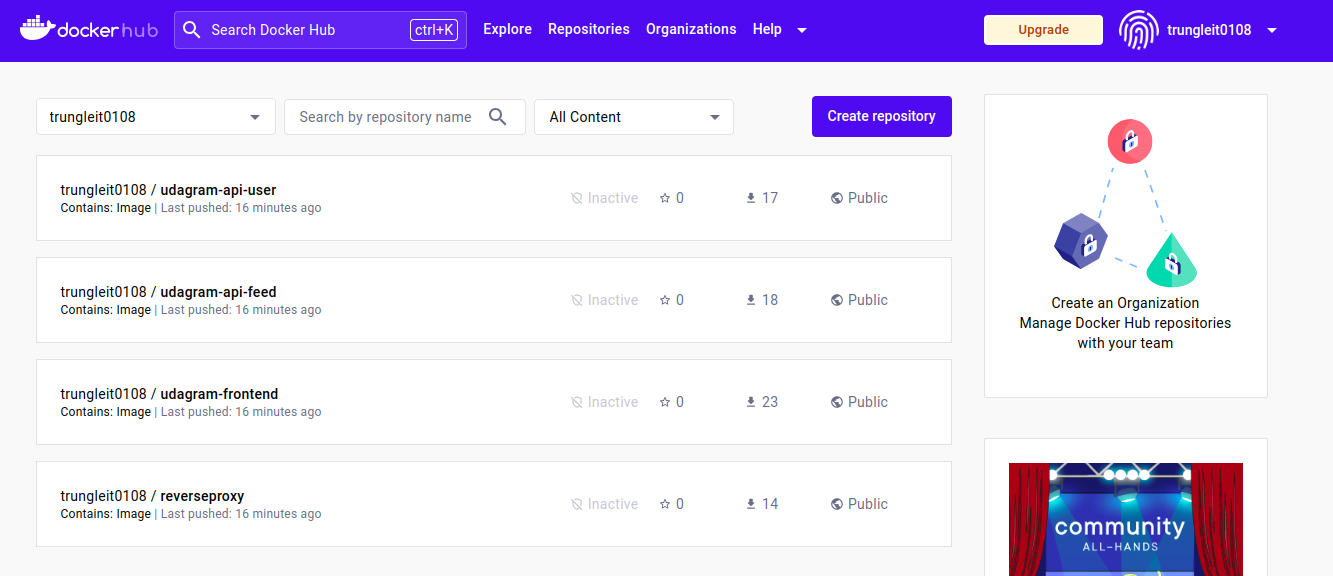 docker hub
Search Docker Hub
ctrl+K
Explore
Repositories
Organizations
Help
Upgrade
trungleit0108
trungleit0108
Search by repository name
All Content
Create repository
trungleit0108 / udagram-api-user
Contains: Image | Last pushed: 16 minutes ago
Inactive
0
17
Public
trungleit0108 / udagram-api-feed
Contains: Image | Last pushed: 16 minutes ago
Inactive
0
18
Public
trungleit0108 / udagram-frontend
Contains: Image | Last pushed: 16 minutes ago
Inactive
0
23
Public
trungleit0108 / reverseproxy
Contains: Image | Last pushed: 16 minutes ago
Inactive
0
14
Public
Create an Organization
Manage Docker Hub repositories
with your team
community
ALL-HANDS